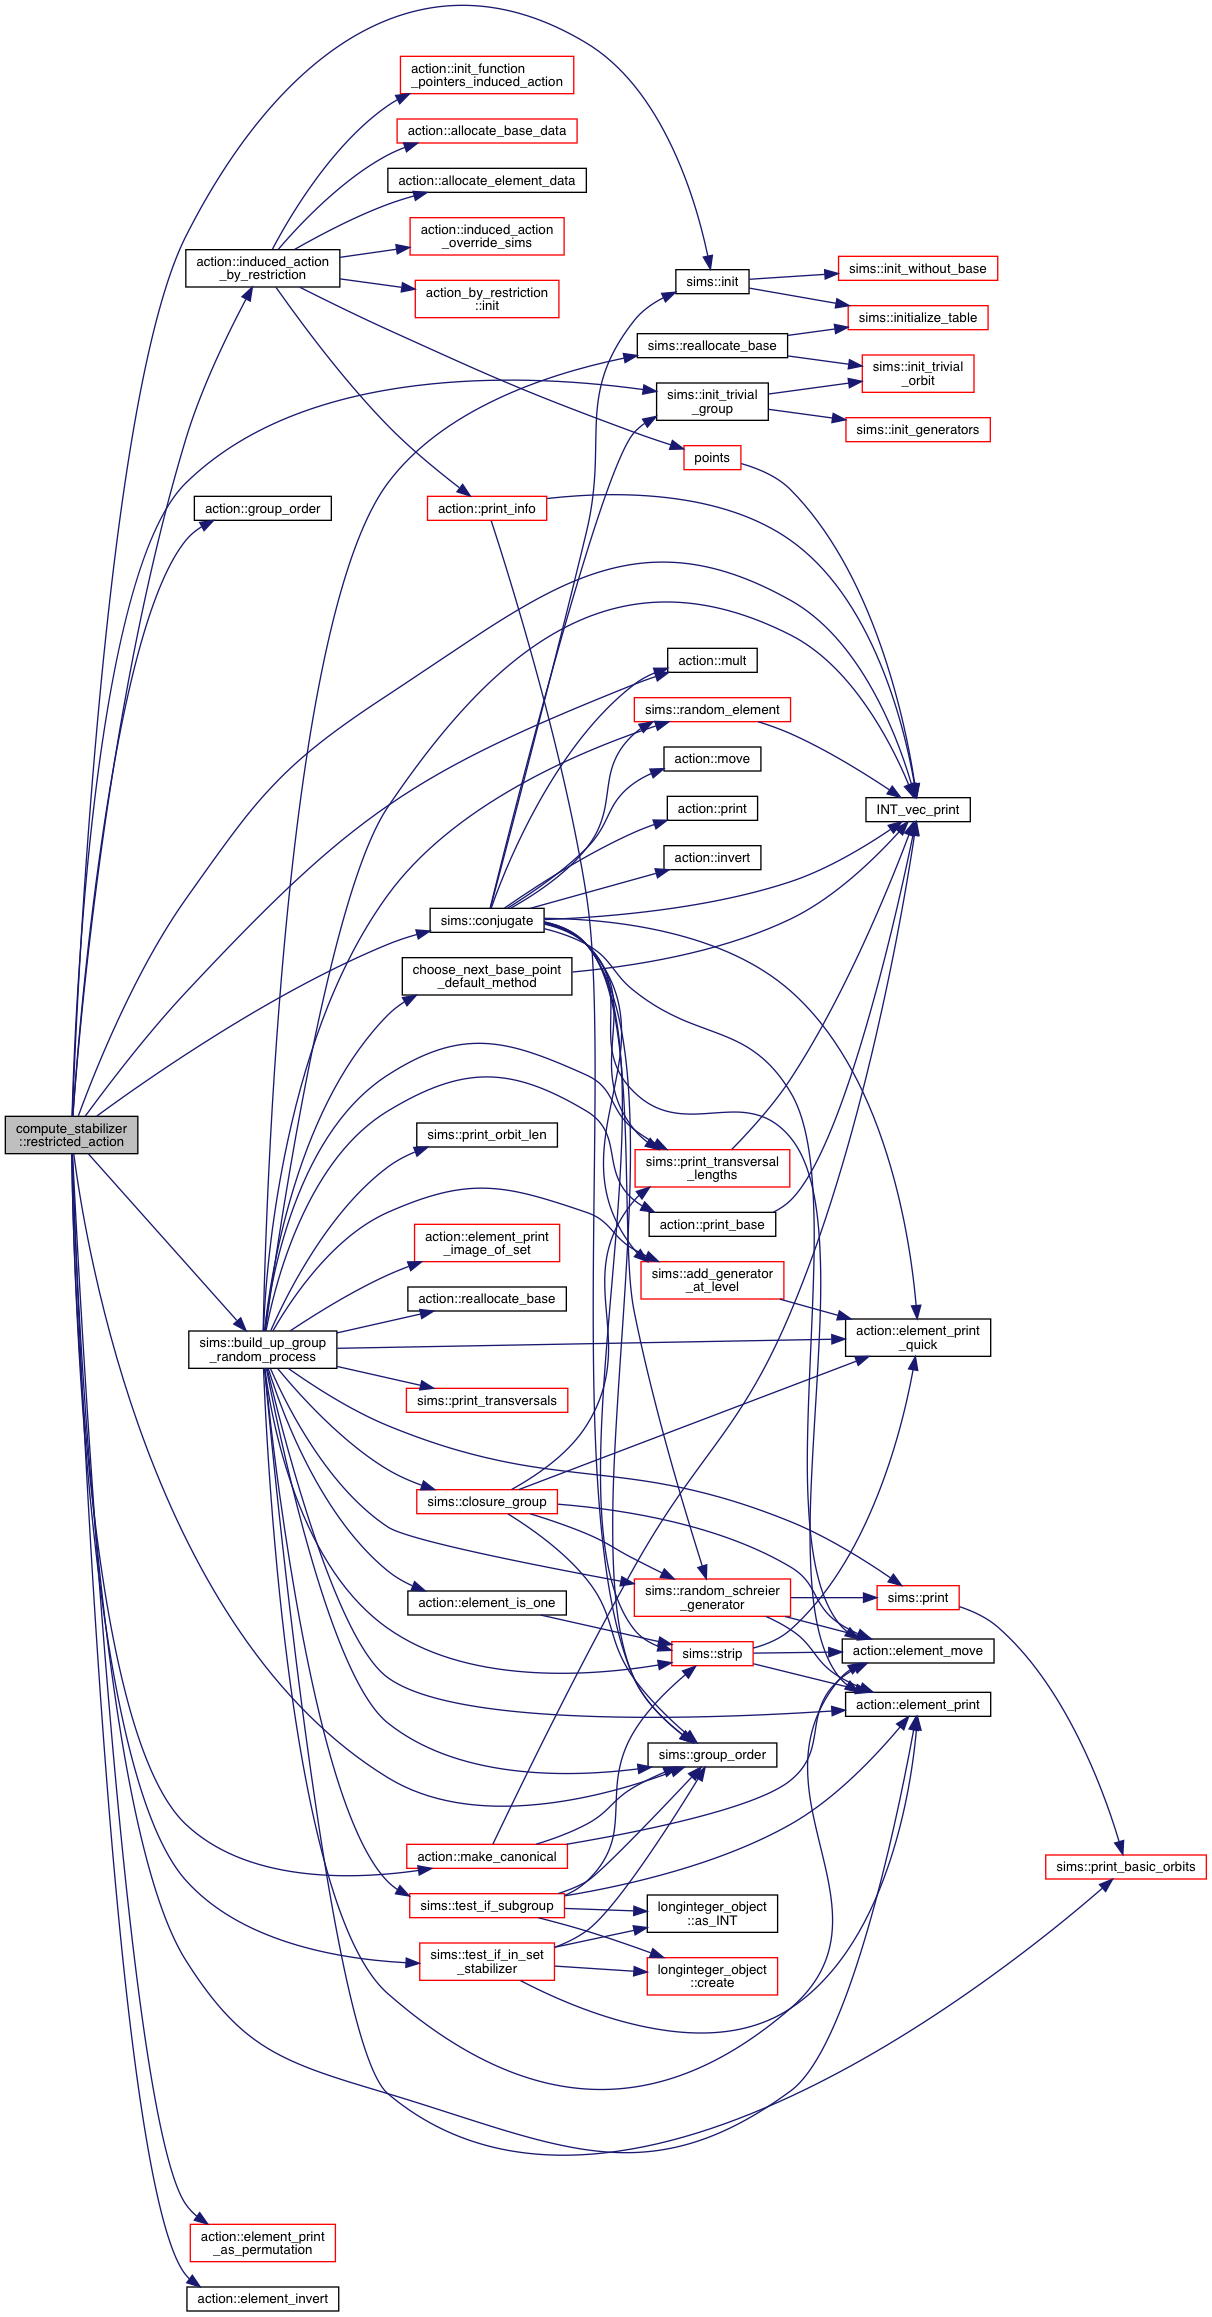 action::init_function
_pointers_induced_action
action::allocate_base_data
action::allocate_element_data
action::induced_action
_override_sims
action::induced_action
_by_restriction
action_by_restriction
::init
sims::init
sims::init_without_base
sims::initialize_table
sims::reallocate_base
sims::init_trivial
_orbit
sims::init_trivial
_group
sims::init_generators
points
action::group_order
action::print_info
action::mult
sims::random_element
action::move
action::print
INT_vec_print
action::invert
sims::conjugate
choose_next_base_point
_default_method
compute_stabilizer
::restricted_action
sims::print_orbit_len
sims::print_transversal
_lengths
action::print_base
action::element_print
_image_of_set
sims::add_generator
_at_level
action::reallocate_base
sims::build_up_group
_random_process
action::element_print
_quick
sims::print_transversals
sims::closure_group
action::element_is_one
sims::random_schreier
_generator
sims::print
sims::strip
action::element_move
action::element_print
sims::group_order
action::make_canonical
sims::print_basic_orbits
sims::test_if_subgroup
longinteger_object
::as_INT
sims::test_if_in_set
_stabilizer
longinteger_object
::create
action::element_print
_as_permutation
action::element_invert